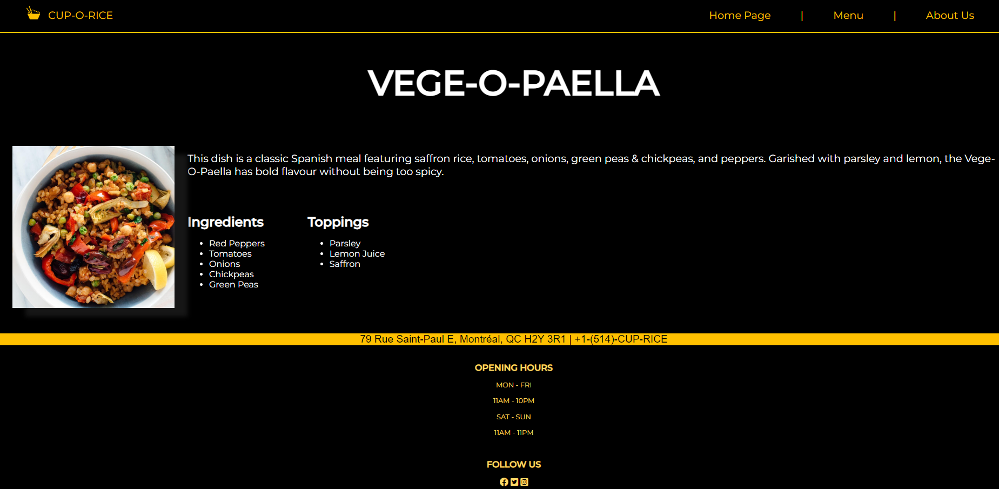 CUP-O-RICE
Home Page | Menu | About Us
VEGE-O-PAELLA
This dish is a classic Spanish meal featuring saffron rice, tomatoes, onions, green peas & chickpeas, and peppers. Garished with parsley and lemon, the Vege-
O-Paella has bold flavour without being too spicy.
Ingredients
• Red Peppers
• Tomatoes
• Onions
• Chickpeas
• Green Peas
Toppings
• Parsley
• Lemon Juice
• Saffron
79 Rue Saint-Paul E, Montréal, QC H2Y 3R1 | +1-(514)-CUP-RICE
OPENING HOURS
MON - FRI
11AM - 10PM
SAT - SUN
11AM - 11PM
FOLLOW US